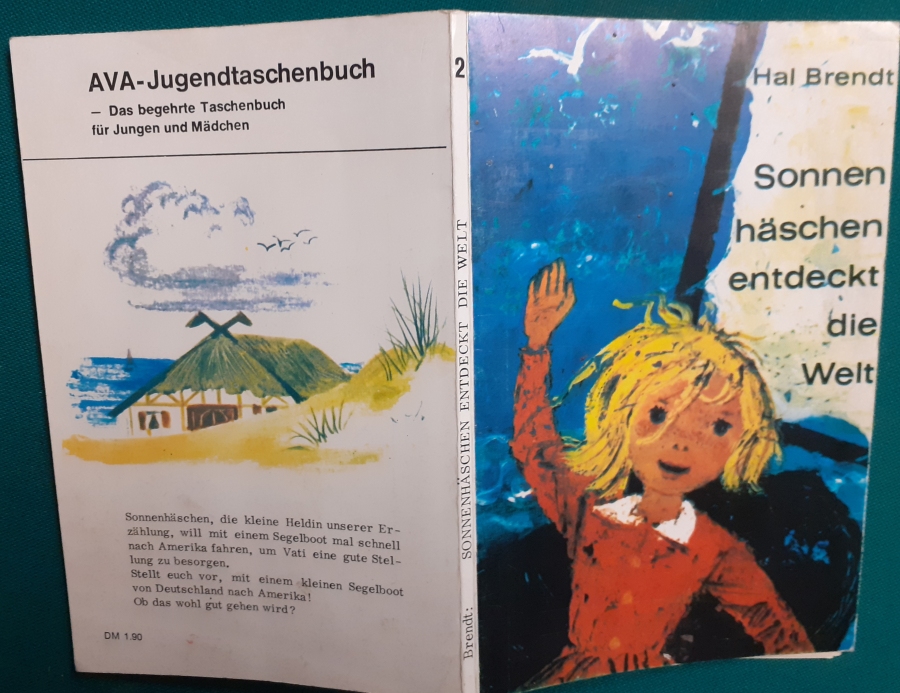 AVA-Jugendtaschenbuch
— Das begehrte Taschenbuch
für Jungen und Mädchen
Sonnenhäschen, die kleine Heldin unserer Er-
zählung, will mit einem Segelboot mal schnell
nach Amerika fahren, um Vati eine gute Stel-
lung zu besorgen.
Stellt euch vor, mit einem kleinen Segelboot
von Deutschland nach Amerika!
Ob das wohl gut gehen wird?
DM 1.90
2
Brendt: SONNENHÄSCHEN ENTDECKT DIE WELT
Hal Brendt
Sonnen
häschen
entdeckt
die
Welt